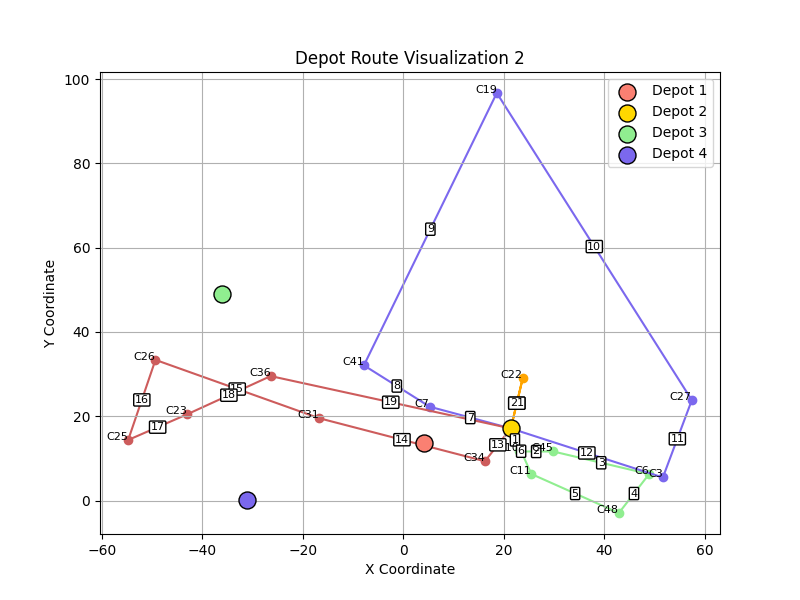 Depot Route Visualization 2
100
80
60
40
20
0
−60
−40
−20
0
20
40
60
X Coordinate
Y Coordinate
Depot 1
Depot 2
Depot 3
Depot 4
C19
9
10
C41
C26
C36
C22
8
15
16
18
19
21
C7
C27
C23
C31
7
17
C25
14
13
1
11
C34
6
2
C45
12
3
C11
C6
C3
5
4
C48